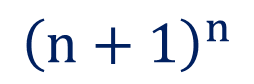 (n + 1)ⁿ